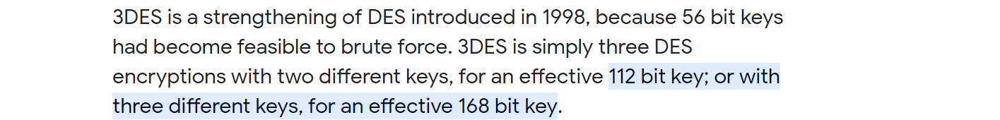 3DES is a strengthening of DES introduced in 1998, because 56 bit keys
had become feasible to brute force. 3DES is simply three DES
encryptions with two different keys, for an effective 112 bit key; or with
three different keys, for an effective 168 bit key.